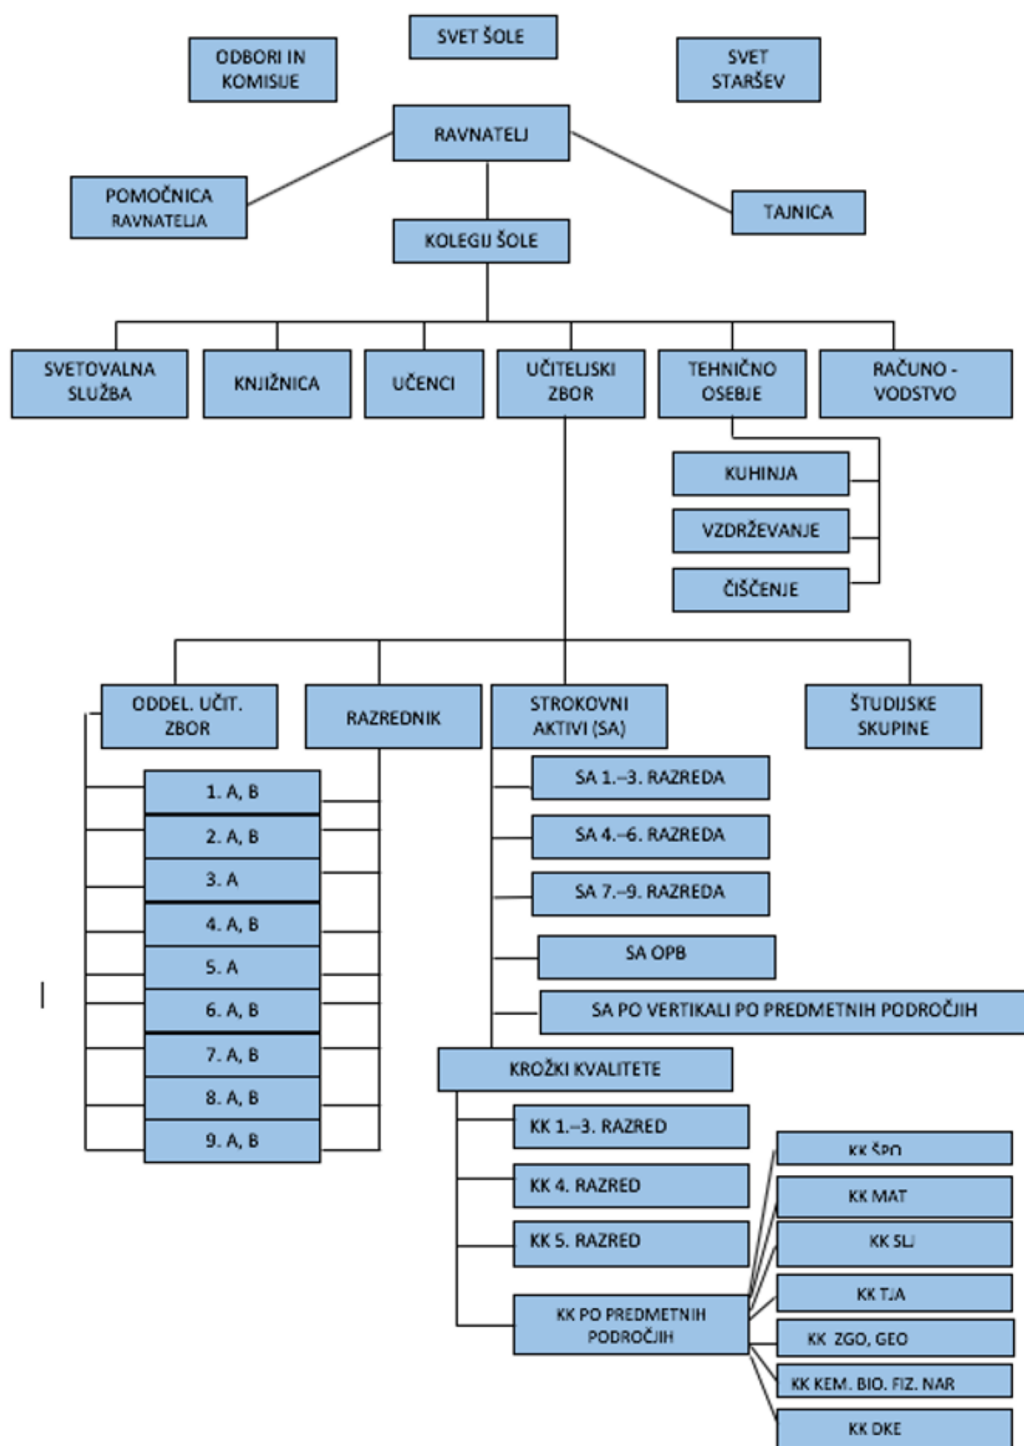 SVET ŠOLE
ODBORI IN
KOMISIJE
SVET
STARŠEV
RAVNATELJ
POMOČNICA
RAVNATELJA
TAJNICA
KOLEGIJ ŠOLE
SVETOVALNA
SLUŽBA
KNJIŽNICA
UČENCI
UČITELJSKI
ZBOR
TEHNIČNO
OSEBJE
RAČUNO -
VODSTVO
KUHINJA
VZDRŽEVANJE
ČIŠČENJE
ODDEL. UČIT.
ZBOR
RAZREDNIK
STROKOVNI
AKTIVI (SA)
ŠTUDIJSKE
SKUPINE
1. A, B
2. A, B
3. A
4. A, B
5. A
6. A, B
7. A, B
8. A, B
9. A, B
SA 1.–3. RAZREDA
SA 4.–6. RAZREDA
SA 7.–9. RAZREDA
SA OPB
SA PO VERTIKALI PO PREDMETNIH PODROČJIH
KROŽKI KVALITETE
KK 1.–3. RAZRED
KK 4. RAZRED
KK 5. RAZRED
KK PO PREDMETNIH
PODROČJIH
KK ŠPO
KK MAT
KK SLJ
KK TJA
KK ZGO, GEO
KK KEM. BIO. FIZ. NAR
KK DKE